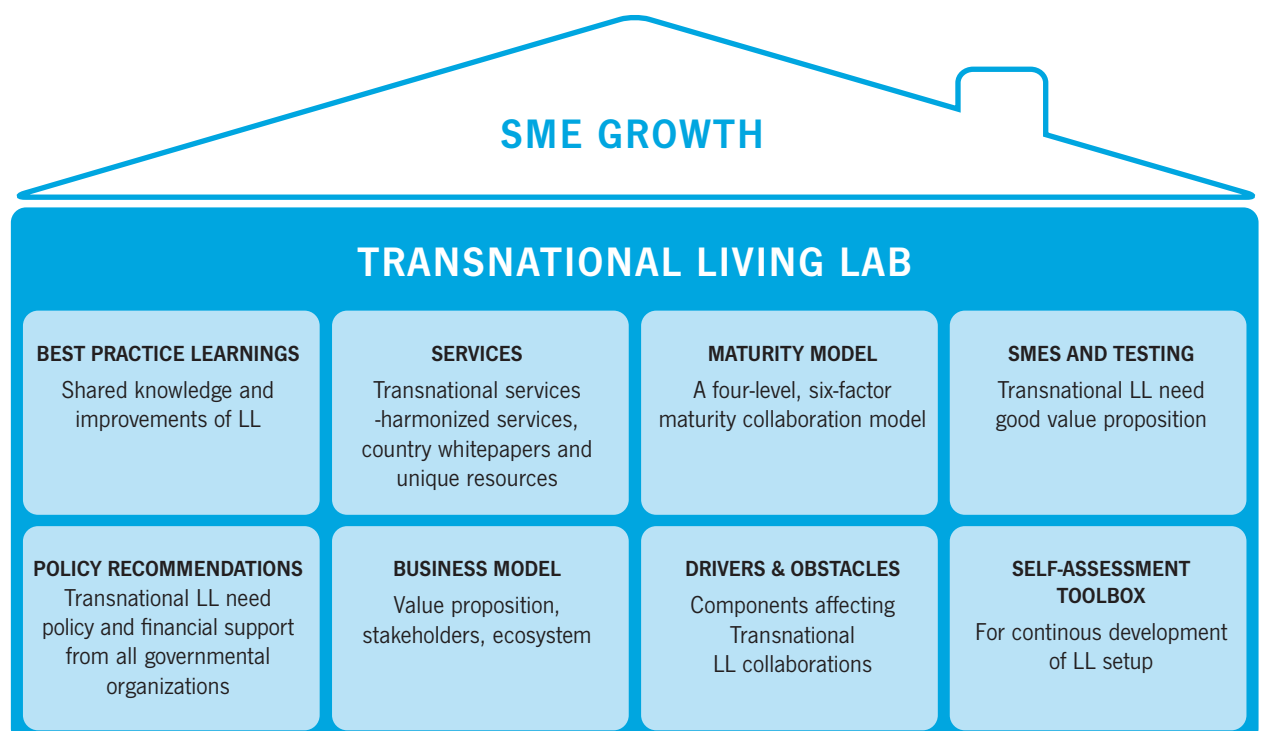 SME GROWTH
TRANSNATIONAL LIVING LAB
BEST PRACTICE LEARNINGS
Shared knowledge and
improvements of LL
SERVICES
Transnational services
-harmonized services,
country whitepapers and
unique resources
MATURITY MODEL
A four-level, six-factor
maturity collaboration model
SMES AND TESTING
Transnational LL need
good value proposition
POLICY RECOMMENDATIONS
Transnational LL need
policy and financial support
from all governmental
organizations
BUSINESS MODEL
Value proposition,
stakeholders, ecosystem
DRIVERS & OBSTACLES
Components affecting
Transnational
LL collaborations
SELF-ASSESSMENT
TOOLBOX
For continous development
of LL setup